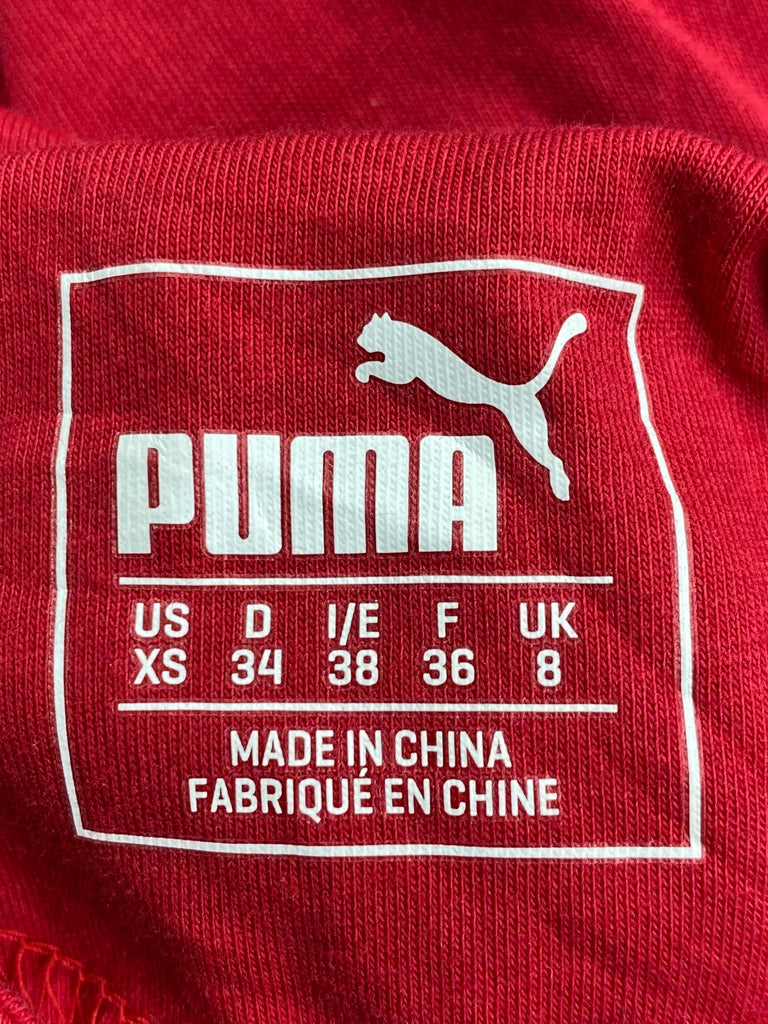 PUMA
US D I/E F UK
XS 34 38 36 8
MADE IN CHINA
FABRIQUÉ EN CHINE